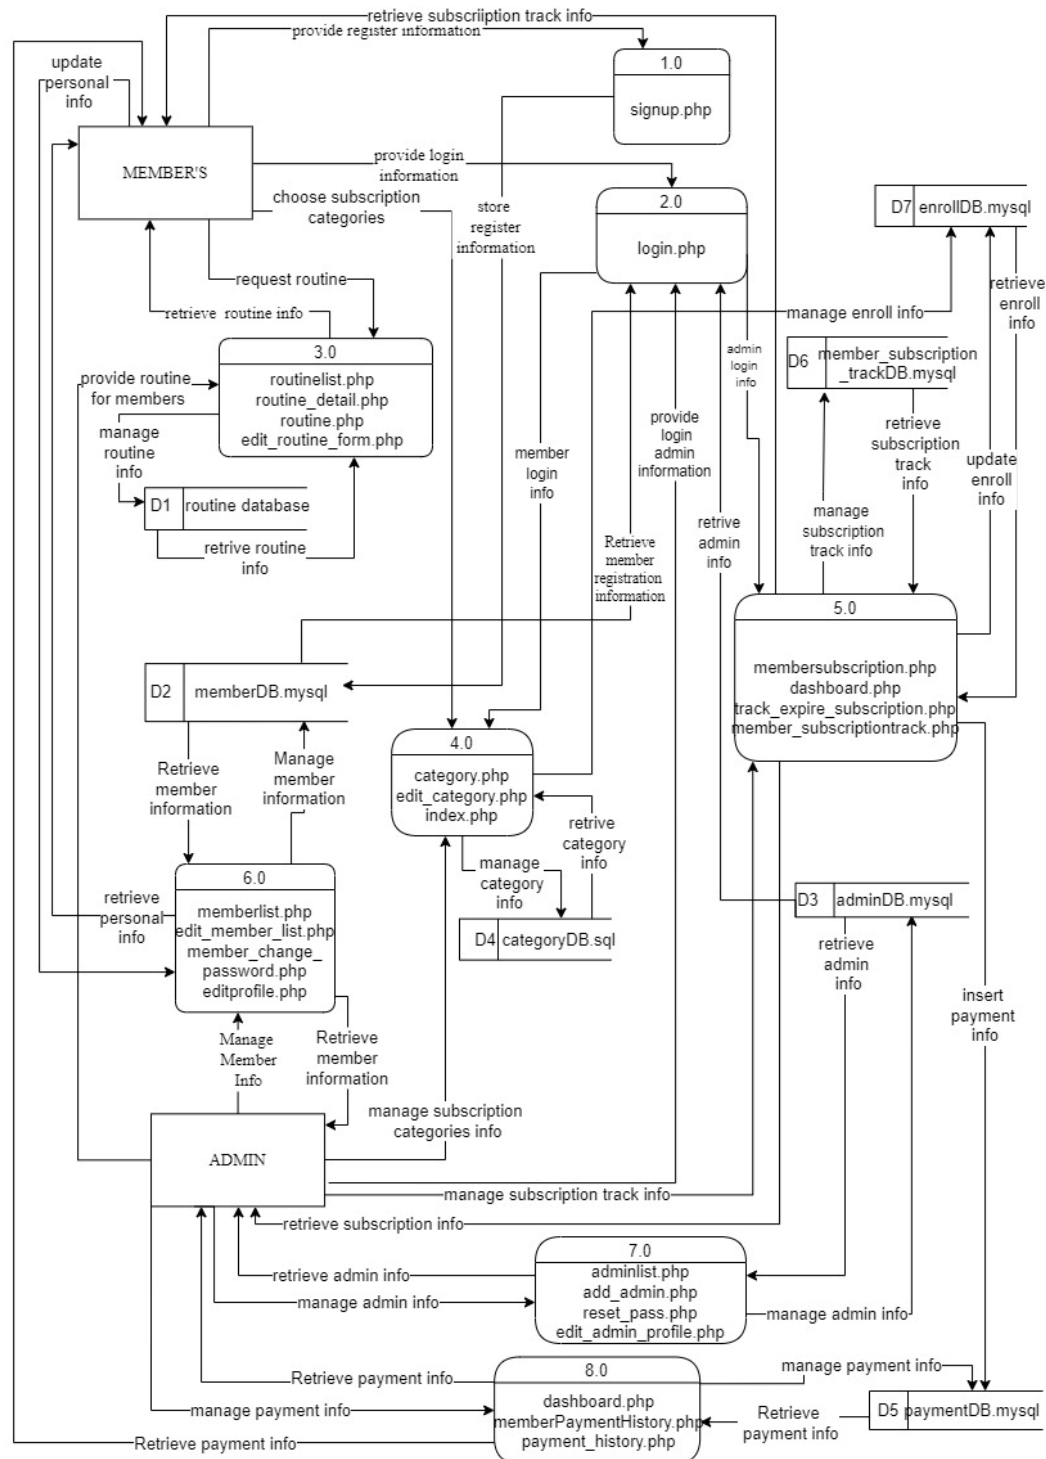 retrieve subscriiption track info
provide register information
update
personal
info
1.0
signup.php
MEMBER'S
provide login
information
choose subscription
categories
store
register
information
2.0
login.php
D7 enrollDB.mysql
request routine
retrieve routine info
retrieve
enroll
info
manage enroll info
3.0
routinelist.php
routine_detail.php
routine.php
edit_routine_form.php
provide routine
for members
manage
routine
info
admin
login
info
D6 member_subscription
_trackDB.mysql
provide
login
admin
information
retrieve
subscription
track
info
member
login
info
update
enroll
info
D1 routine database
retrive routine
info
retrive
admin
info
manage
subscription
track info
Retrieve
member
registration
information
5.0
membersubscription.php
dashboard.php
track_expire_subscription.php
member_subscriptiontrack.php
D2 memberDB.mysql
4.0
category.php
edit_category.php
index.php
Retrieve
member
information
Manage
member
information
retrive
category
info
manage
category
info
6.0
memberlist.php
edit_member_list.php
member_change_
password.php
editprofile.php
retrieve
personal
info
D3 adminDB.mysql
D4 categoryDB.sql
retrieve
admin
info
insert
payment
info
Manage
Member
Info
Retrieve
member
information
manage subscription
categories info
ADMIN
manage subscription track info
retrieve subscription info
7.0
adminlist.php
add_admin.php
reset_pass.php
edit_admin_profile.php
retrieve admin info
manage admin info
manage admin info
8.0
dashboard.php
memberPaymentHistory.php
payment_history.php
manage payment info
Retrieve payment info
manage payment info
Retrieve
payment info
D5 paymentDB.mysql
Retrieve payment info